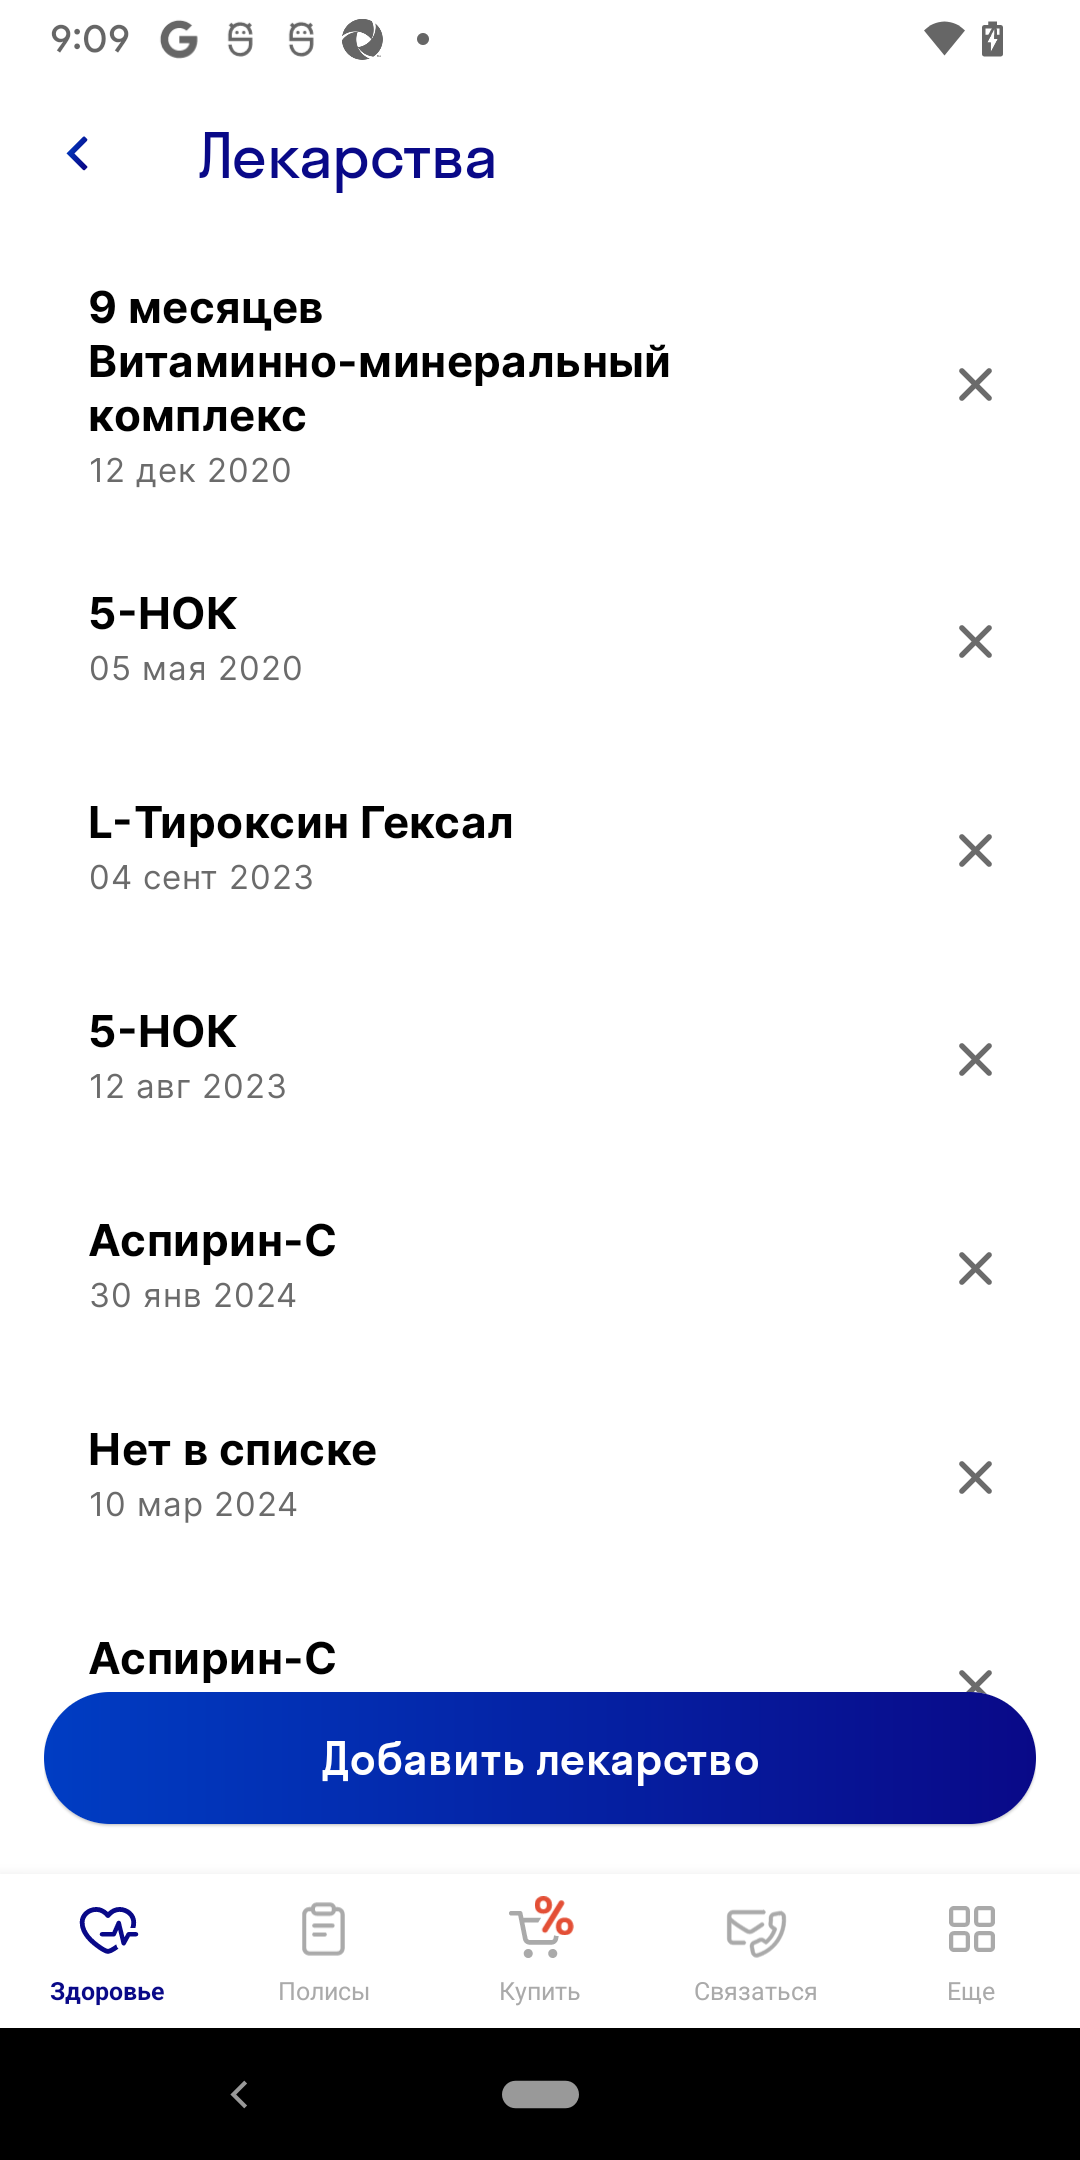 9:09
Лекарства
9 месяцев
Витаминно-минеральный
комплекс
12 дек 2020
5-НОК
05 мая 2020
L-Тироксин Гексал
04 сент 2023
5-НОК
12 авг 2023
Аспирин-С
30 янв 2024
Нет в списке
10 мар 2024
Аспирин-С
Добавить лекарство
Здоровье
Полисы
Купить
Связаться
Еще